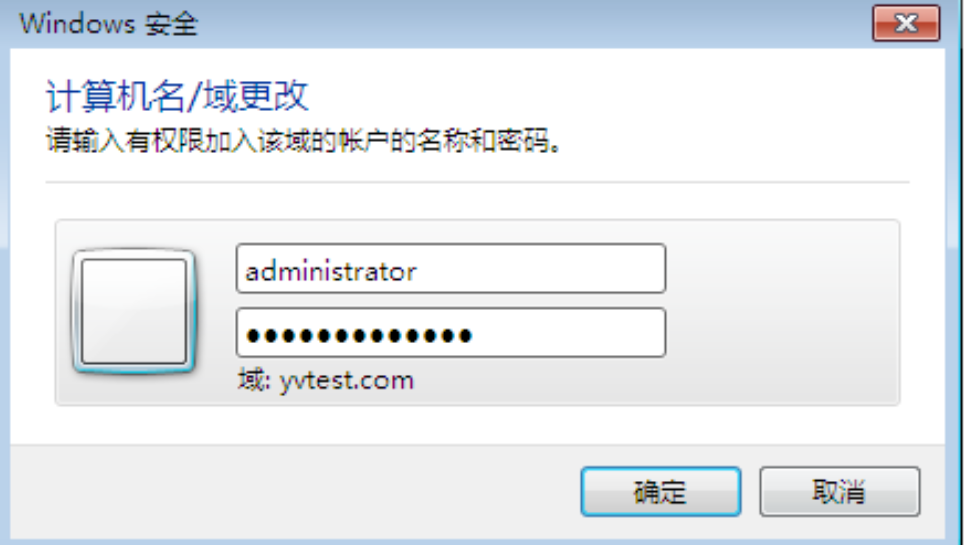 Windows 安全
计算机名/域更改
请输入有权限加入该域的帐户的名称和密码。
administrator
●●●●●●●●●●●●●
域: yvtest.com
确定
取消